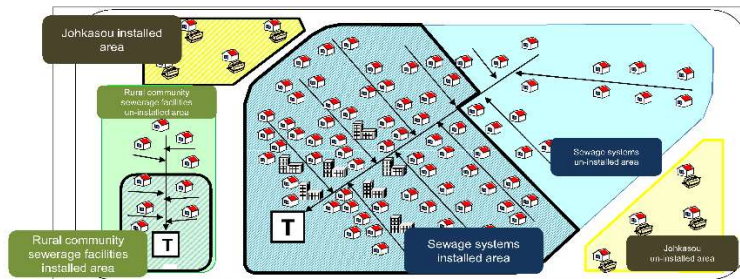 Johkasou installed
area
Rural community
sewerage facilities
un-installed area
Sewage systems
un-installed area
T
T
Rural community
sewerage facilities
installed area
Sewage systems
installed area
Johkasou
un-installed area